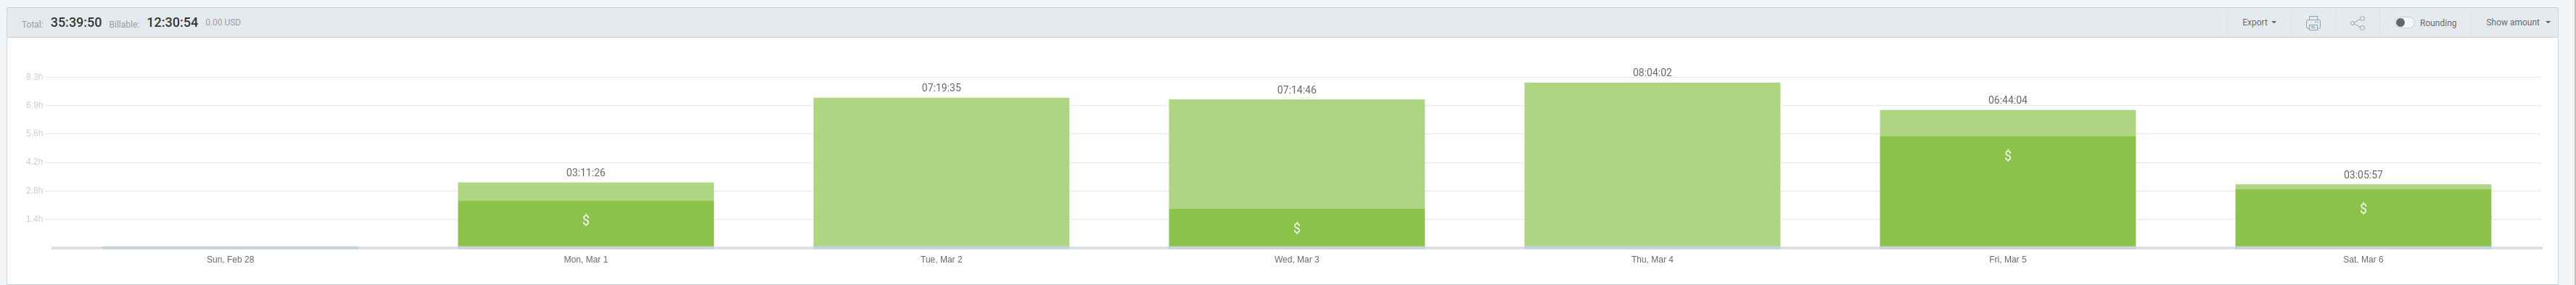 Total: 35:39:50 Billable: 12:30:54 0.00 USD Export Rounding Show amount
8.3h
6.9h
5.6h
4.2h
2.8h
1.4h
03:11:26
07:19:35
07:14:46
08:04:02
06:44:04
03:05:57
$
$
$
$
Sun, Feb 28 Mon, Mar 1 Tue, Mar 2 Wed, Mar 3 Thu, Mar 4 Fri, Mar 5 Sat, Mar 6